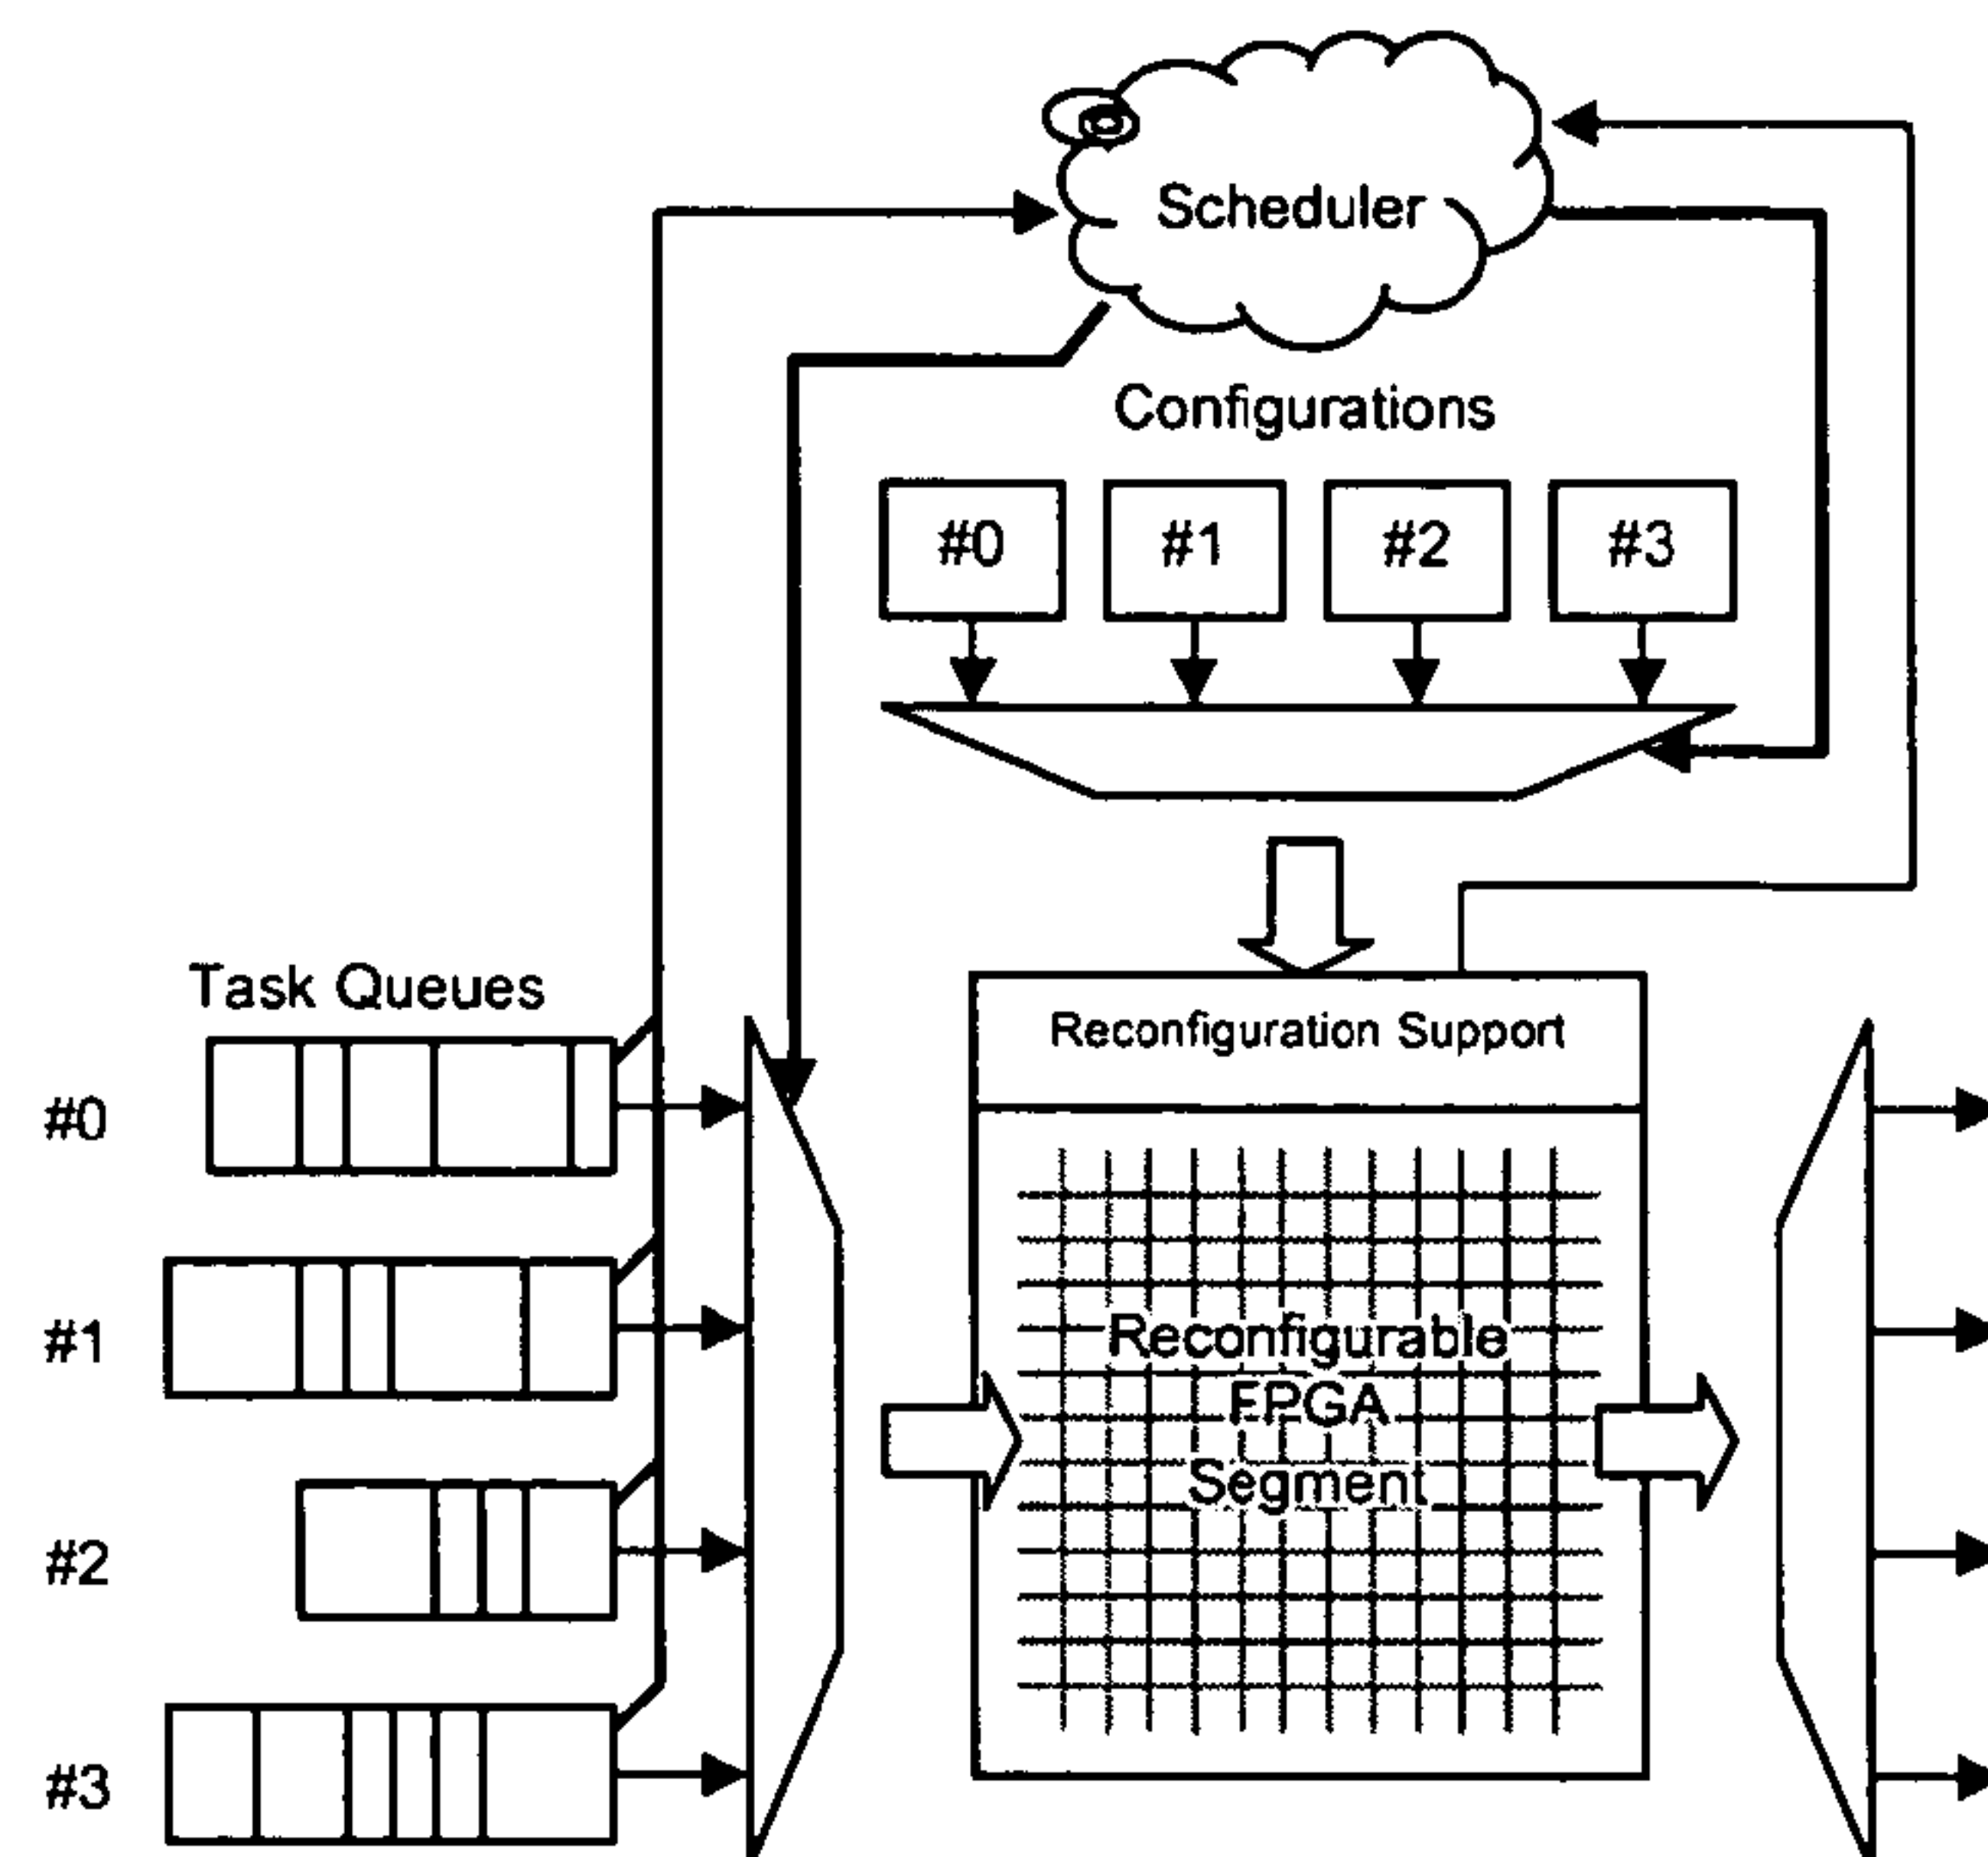 Scheduler
Configurations
#0 #1 #2 #3
Task Queues
Reconfiguration Support
#0
#1
Reconfigurable
FPGA
Segment
#2
#3